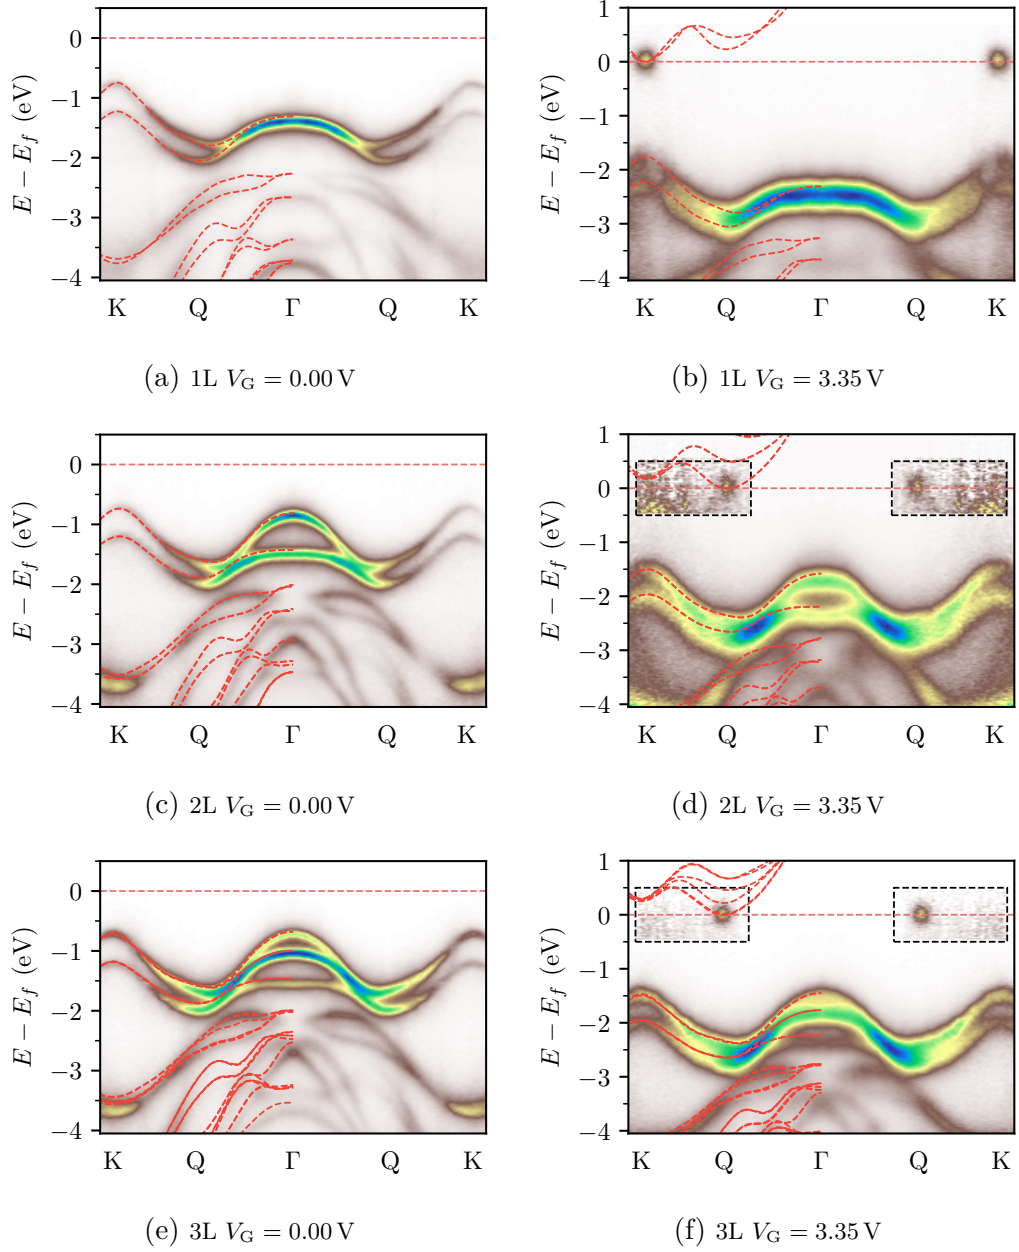 0
−1
−2
−3
−4
E − E_f (eV)
K Q Γ Q K
(a) 1L V_G = 0.00 V
1
0
−1
−2
−3
−4
E − E_f (eV)
K Q Γ Q K
(b) 1L V_G = 3.35 V
0
−1
−2
−3
−4
E − E_f (eV)
K Q Γ Q K
(c) 2L V_G = 0.00 V
1
0
−1
−2
−3
−4
E − E_f (eV)
K Q Γ Q K
(d) 2L V_G = 3.35 V
0
−1
−2
−3
−4
E − E_f (eV)
K Q Γ Q K
(e) 3L V_G = 0.00 V
1
0
−1
−2
−3
−4
E − E_f (eV)
K Q Γ Q K
(f) 3L V_G = 3.35 V